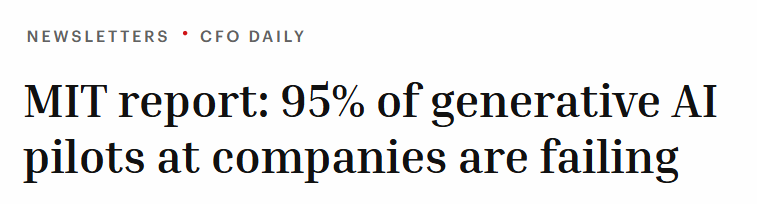 NEWSLETTERS • CFO DAILY
MIT report: 95% of generative AI
pilots at companies are failing